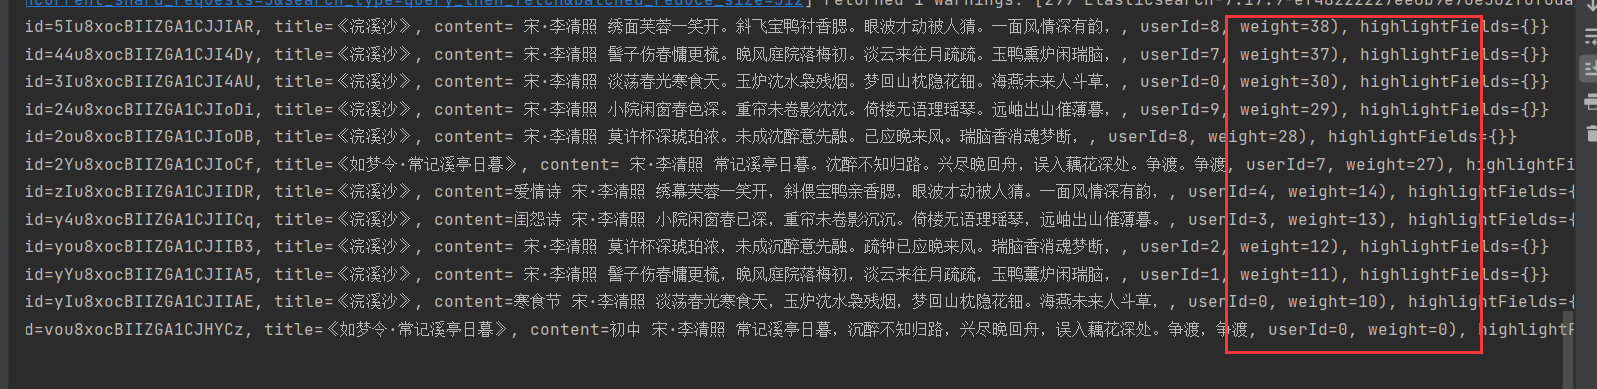 ncurrent_shard_requests=5&search_type=query_then_fetch&batched_reduce_size=512] returned 1 warnings: [299 Elasticsearch-7.17.7-
id=5Iu8xocBIIZGA1CJJIAR, title=《浣溪沙》, content= 宋·李清照 绣面芙蓉一笑开。斜飞宝鸭衬香腮。眼波才动被人猜。一面风情深有韵，, userId=8, weight=38), highlightFields={}}
id=44u8xocBIIZGA1CJI4Dy, title=《浣溪沙》, content= 宋·李清照 髻子伤春慵更梳。晚风庭院落梅初。淡云来往月疏疏。玉鸭熏炉闲瑞脑, , userId=7, weight=37), highlightFields={}}
id=3Iu8xocBIIZGA1CJI4AU, title=《浣溪沙》, content= 宋·李清照 淡荡春光寒食天。玉炉沈水袅残烟。梦回山枕隐花钿。海燕未来人斗草，, userId=0, weight=30), highlightFields={}}
id=24u8xocBIIZGA1CJIoDi, title=《浣溪沙》, content= 宋·李清照 小院闲窗春色深。重帘未卷影沈沈。倚楼无语理瑶琴。远岫出山催薄暮，, userId=9, weight=29), highlightFields={}}
id=2ou8xocBIIZGA1CJIoDB, title=《浣溪沙》, content= 宋·李清照 莫许杯深琥珀浓。未成沈醉意先融。已应晚来风。瑞脑香消魂梦断，, userId=8, weight=28), highlightFields={}}
id=2Yu8xocBIIZGA1CJIoCf, title=《如梦令·常记溪亭日暮》, content= 宋·李清照 常记溪亭日暮。沈醉不知归路。兴尽晚回舟，误入藕花深处。争渡。争渡, userId=7, weight=27), highlightFi
id=zIu8xocBIIZGA1CJIIDR, title=《浣溪沙》, content=爱情诗 宋·李清照 绣幕芙蓉一笑开，斜偎宝鸭亲香腮，眼波才动被人猜。一面风情深有韵，, userId=4, weight=14), highlightFields={
id=y4u8xocBIIZGA1CJIICq, title=《浣溪沙》, content=闺怨诗 宋·李清照 小院闲窗春已深，重帘未卷影沉沉。倚楼无语理瑶琴，远岫出山催薄暮。, userId=3, weight=13), highlightFields={
id=you8xocBIIZGA1CJIIB3, title=《浣溪沙》, content= 宋·李清照 莫许杯深琥珀浓，未成沉醉意先融。疏钟已应晚来风。瑞脑香消魂梦断，, userId=2, weight=12), highlightFields={}}
id=yYu8xocBIIZGA1CJIIA5, title=《浣溪沙》, content= 宋·李清照 髻子伤春慵更梳，晚风庭院落梅初，淡云来往月疏疏，玉鸭薰炉闲瑞脑，, userId=1, weight=11), highlightFields={}}
id=yIu8xocBIIZGA1CJIIAE, title=《浣溪沙》, content=寒食节 宋·李清照 淡荡春光寒食天，玉炉沈水袅残烟，梦回山枕隐花钿。海燕未来人斗草，, userId=0, weight=10), highlightFields={
d=vou8xocBIIZGA1CJHYCz, title=《如梦令·常记溪亭日暮》, content=初中 宋·李清照 常记溪亭日暮，沉醉不知归路，兴尽晚回舟，误入藕花深处。争渡，争渡, userId=0, weight=0), highlightF